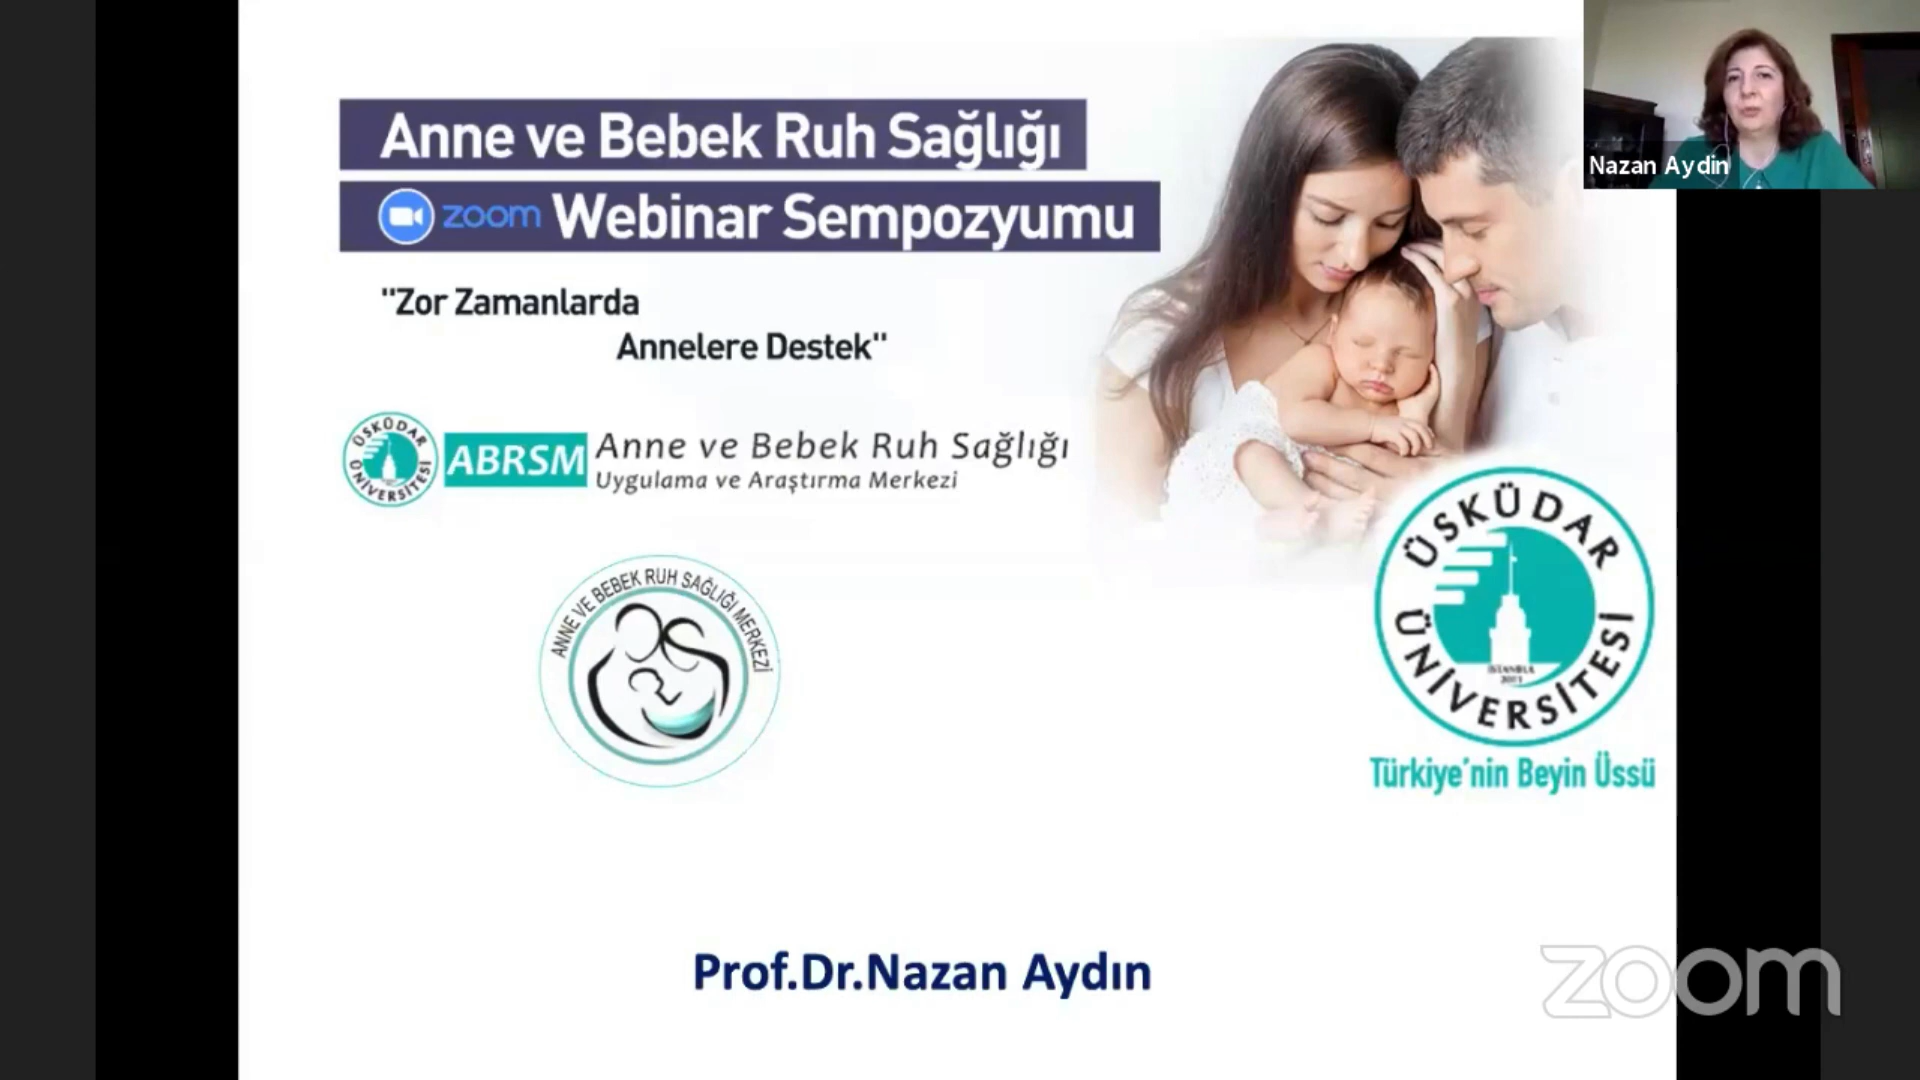 Anne ve Bebek Ruh Sağlığı
zoom Webinar Sempozyumu
"Zor Zamanlarda
Annelere Destek"
ÜSKÜDAR ÜNİVERSİTESİ
ABRSM
Anne ve Bebek Ruh Sağlığı
Uygulama ve Araştırma Merkezi
ANNE VE BEBEK RUH SAĞLIĞI MERKEZİ
ÜSKÜDAR ÜNİVERSİTESİ
İSTANBUL
2011
Türkiye'nin Beyin Üssü
Prof.Dr.Nazan Aydın
Nazan Aydin
zoom